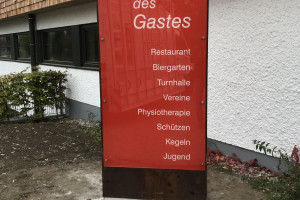 des
Gastes
Restaurant
Biergarten
Turnhalle
Vereine
Physiotherapie
Schützen
Kegeln
Jugend